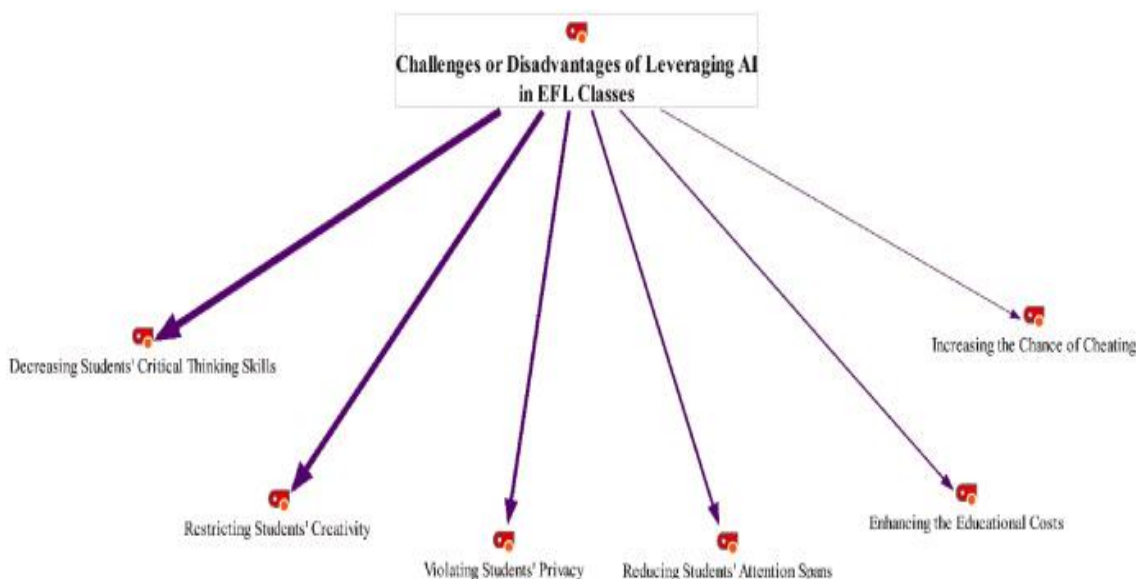 Challenges or Disadvantages of Leveraging AI
in EFL Classes
Increasing the Chance of Cheating
Decreasing Students' Critical Thinking Skills
Restricting Students' Creativity
Enhancing the Educational Costs
Violating Students' Privacy
Reducing Students' Attention Spans